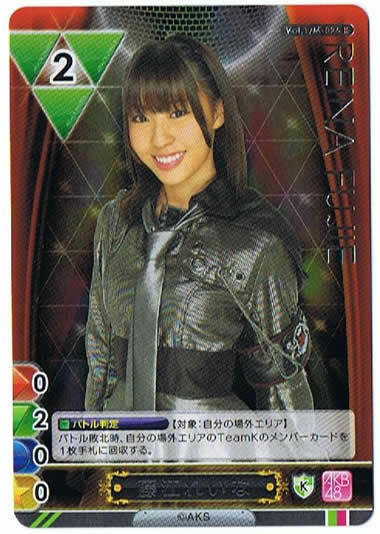 Vol.1/M-024 C
2
REINA FUJIE
0
2
0
0
バトル判定 【対象:自分の場外エリア】
バトル敗北時、自分の場外エリアのTeamKのメンバーカードを
1枚手札に回収する。
藤江れいな
K
AKB
48
©AKS